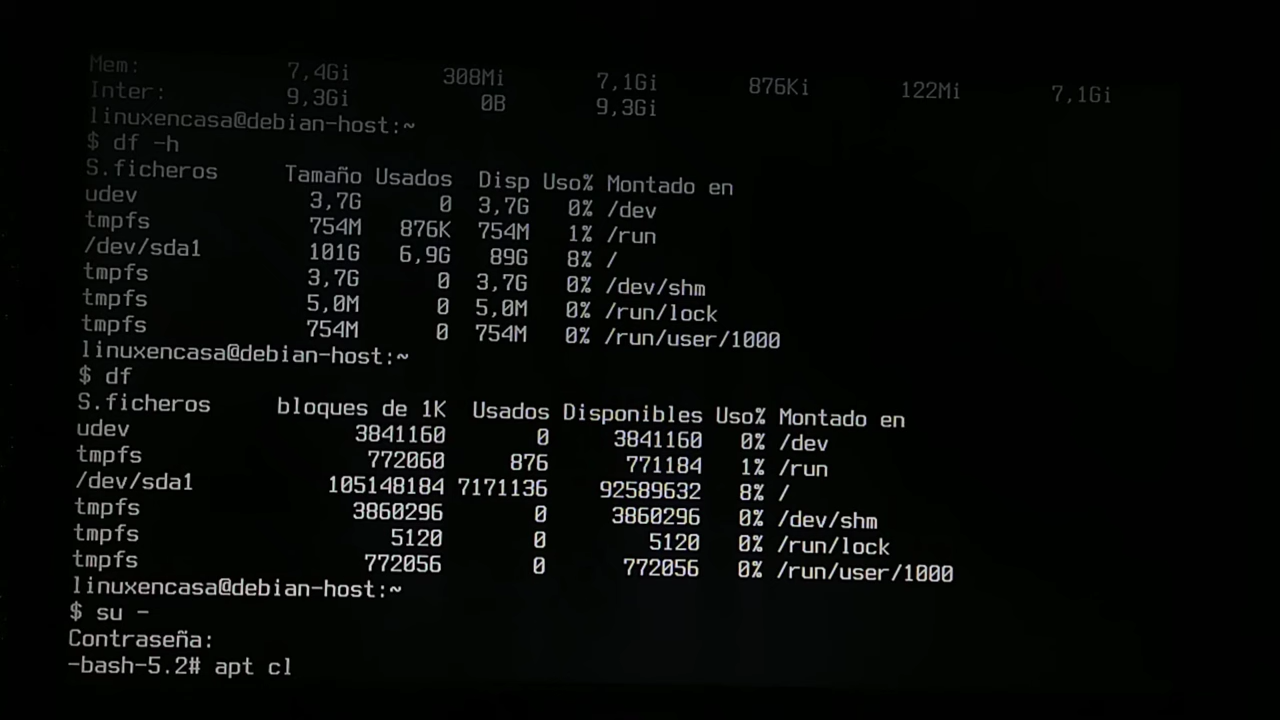 Mem: 7,4Gi 308Mi 7,1Gi 876Ki 122Mi 7,1Gi
Inter: 9,3Gi 0B 9,3Gi
linuxencasa@debian-host:~
$ df -h
S.ficheros Tamaño Usados Disp Uso% Montado en
udev 3,7G 0 3,7G 0% /dev
tmpfs 754M 876K 754M 1% /run
/dev/sda1 101G 6,9G 89G 8% /
tmpfs 3,7G 0 3,7G 0% /dev/shm
tmpfs 5,0M 0 5,0M 0% /run/lock
tmpfs 754M 0 754M 0% /run/user/1000
linuxencasa@debian-host:~
$ df
S.ficheros bloques de 1K Usados Disponibles Uso% Montado en
udev 3841160 0 3841160 0% /dev
tmpfs 772060 876 771184 1% /run
/dev/sda1 105148184 7171136 92589632 8% /
tmpfs 3860296 0 3860296 0% /dev/shm
tmpfs 5120 0 5120 0% /run/lock
tmpfs 772056 0 772056 0% /run/user/1000
linuxencasa@debian-host:~
$ su -
Contraseña:
-bash-5.2# apt cl